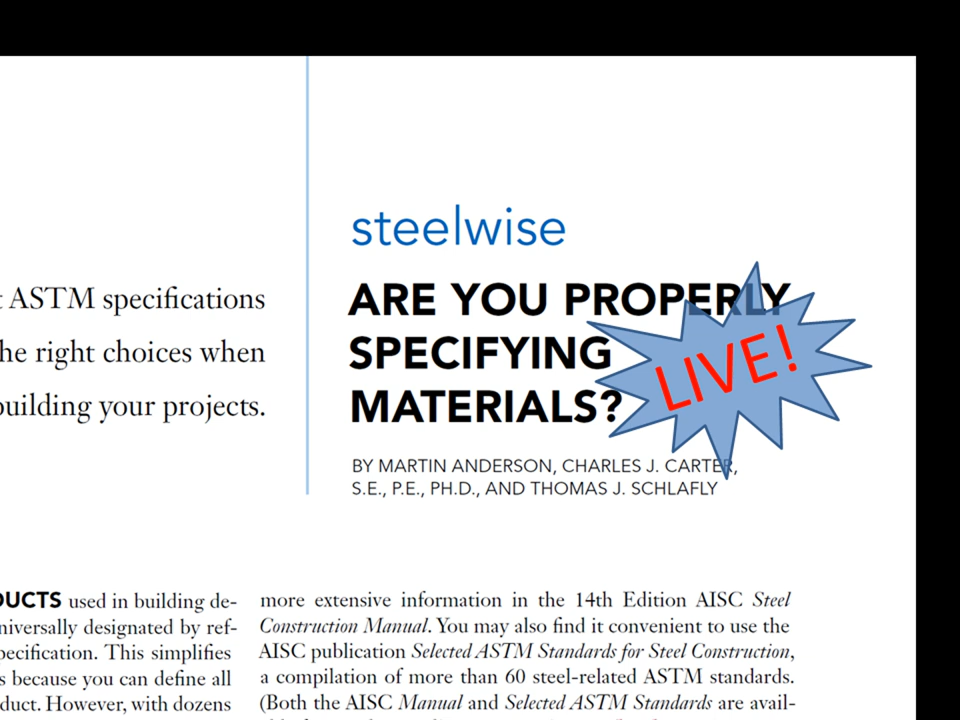 steelwise
t ASTM specifications
he right choices when
building your projects.
ARE YOU PROPERLY
SPECIFYING
MATERIALS?
LIVE!
BY MARTIN ANDERSON, CHARLES J. CARTER,
S.E., P.E., PH.D., AND THOMAS J. SCHLAFLY
DUCTS used in building de-
niversally designated by ref-
pecification. This simplifies
s because you can define all
duct. However, with dozens
more extensive information in the 14th Edition AISC Steel
Construction Manual. You may also find it convenient to use the
AISC publication Selected ASTM Standards for Steel Construction,
a compilation of more than 60 steel-related ASTM standards.
(Both the AISC Manual and Selected ASTM Standards are avail-